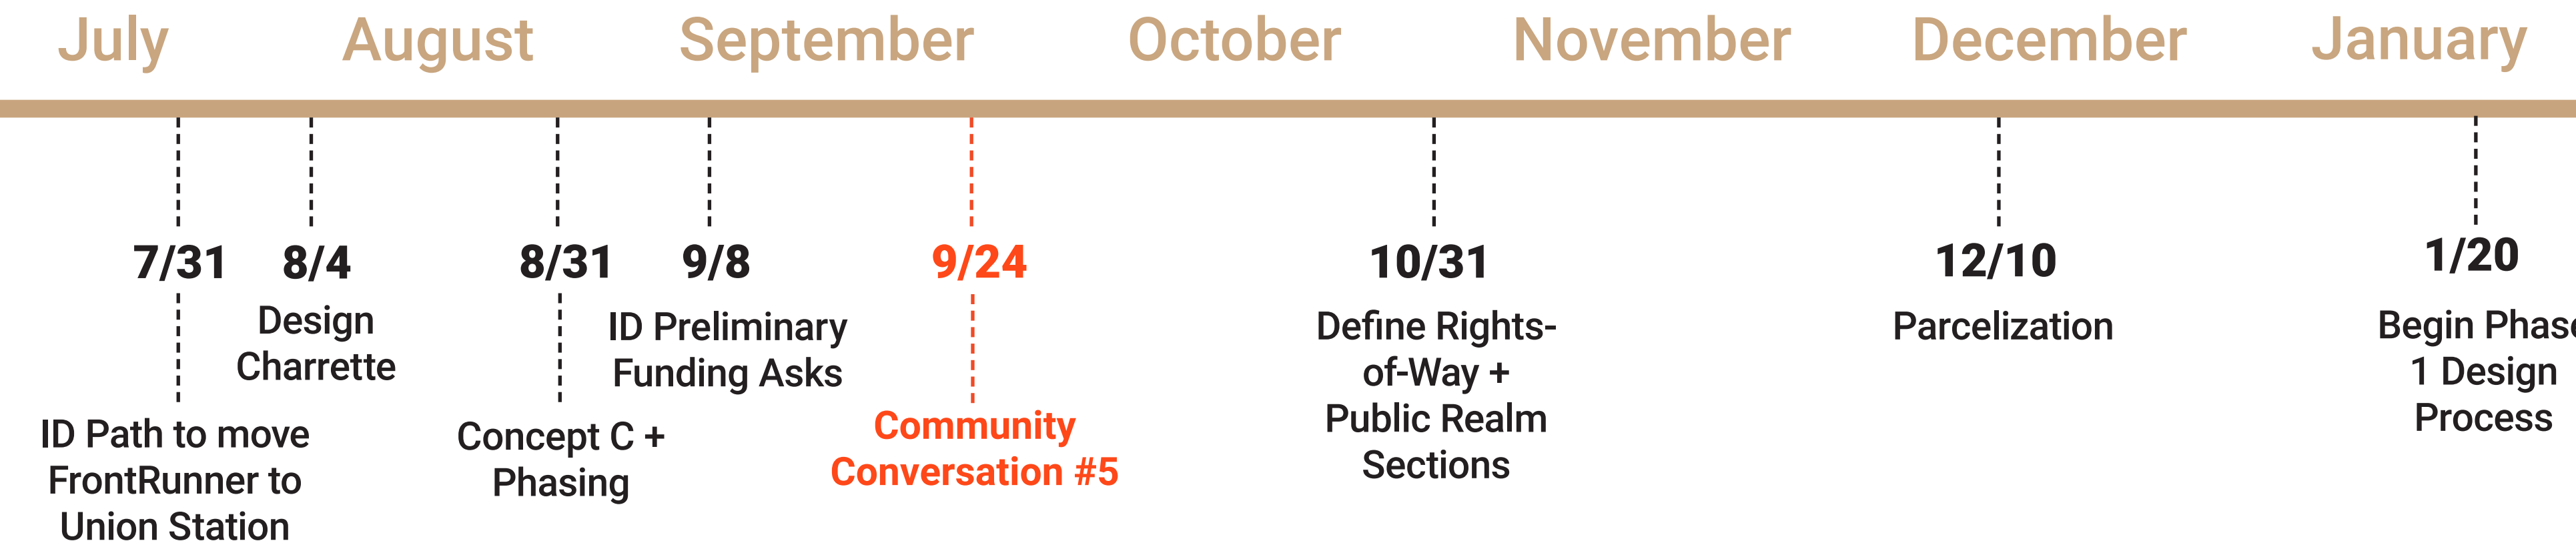 July August September October November December January
7/31 8/4 8/31 9/8 9/24 10/31 12/10 1/20
ID Path to move
FrontRunner to
Union Station
Design
Charrette
Concept C +
Phasing
ID Preliminary
Funding Asks
Community
Conversation #5
Define Rights-
of-Way +
Public Realm
Sections
Parcelization
Begin Phase
1 Design
Process